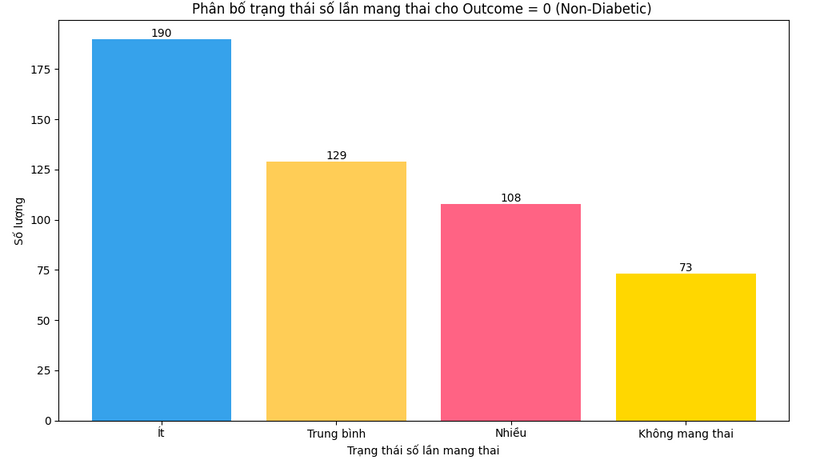 Phân bố trạng thái số lần mang thai cho Outcome = 0 (Non-Diabetic)
190
175
150
129
125
108
100
75
73
50
25
0
Số lượng
Ít
Trung bình
Nhiều
Không mang thai
Trạng thái số lần mang thai